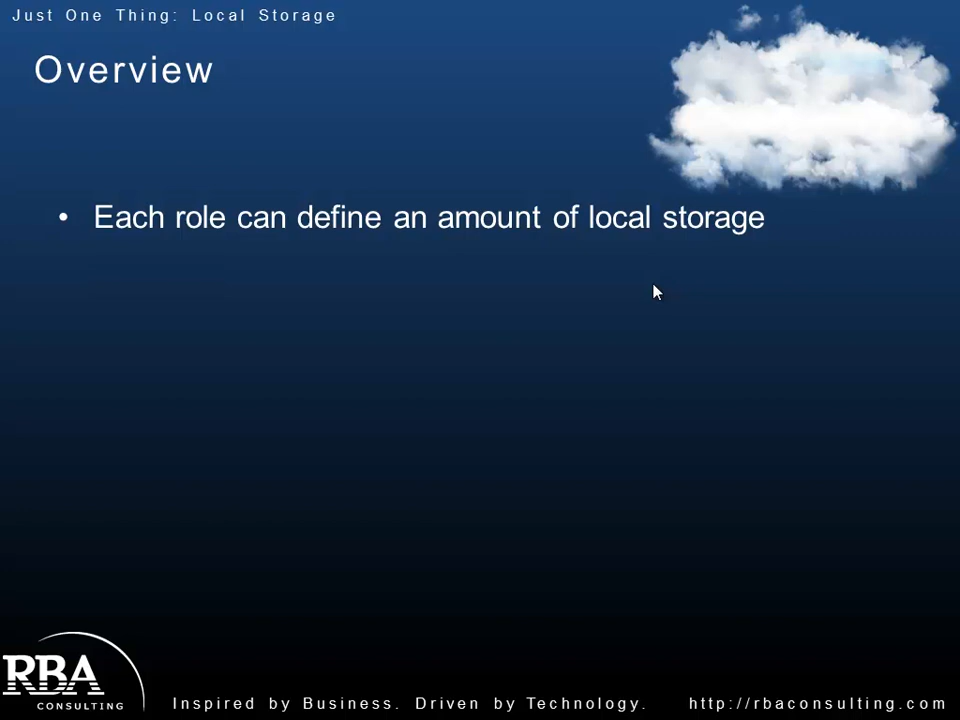 Just One Thing: Local Storage
Overview
• Each role can define an amount of local storage
RBA
CONSULTING
Inspired by Business. Driven by Technology. http://rbaconsulting.com